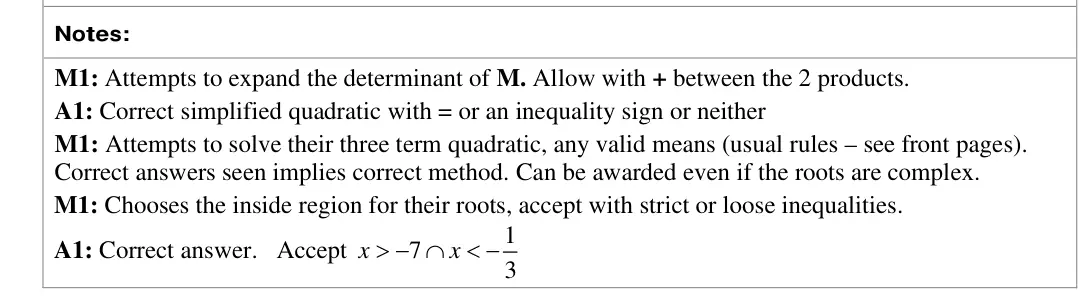 Notes:
M1: Attempts to expand the determinant of M. Allow with + between the 2 products.
A1: Correct simplified quadratic with = or an inequality sign or neither
M1: Attempts to solve their three term quadratic, any valid means (usual rules – see front pages).
Correct answers seen implies correct method. Can be awarded even if the roots are complex.
M1: Chooses the inside region for their roots, accept with strict or loose inequalities.
A1: Correct answer. Accept x > −7 ∩ x < −1/3